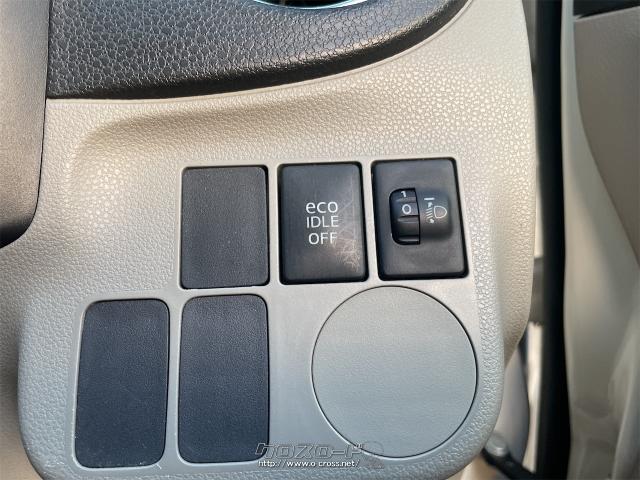 eco
IDLE
OFF
1
0
クロスロード
http://www.o-cross.net/